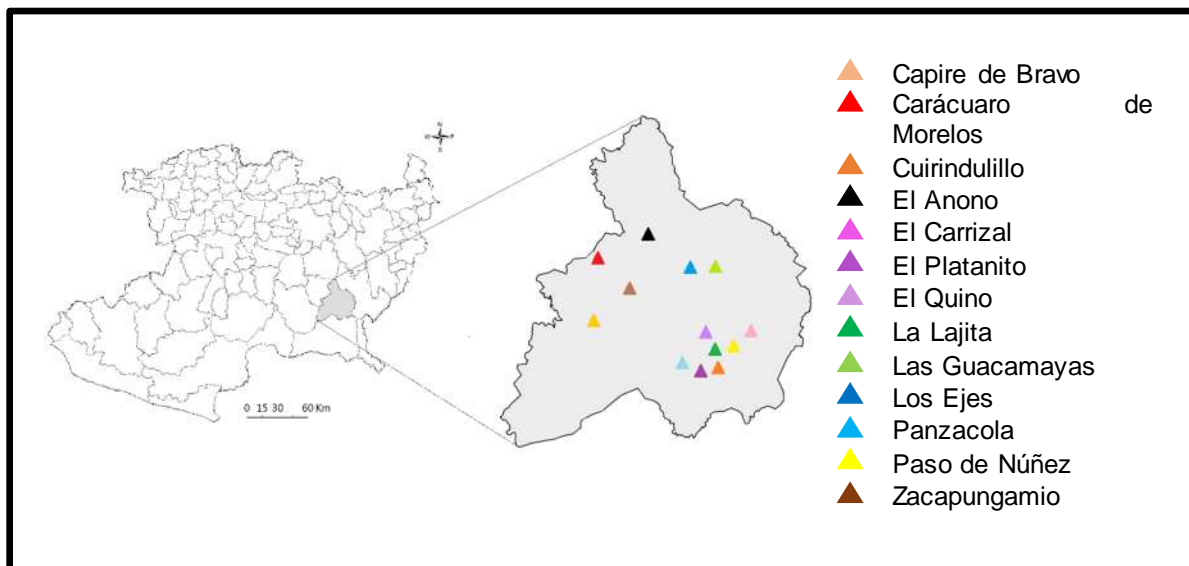 N
W
S
0 15 30 60 Km
Capire de Bravo
Carácuaro de
Morelos
Cuirindulillo
El Anono
El Carrizal
El Platanito
El Quino
La Lajita
Las Guacamayas
Los Ejes
Panzacola
Paso de Núñez
Zacapungamio